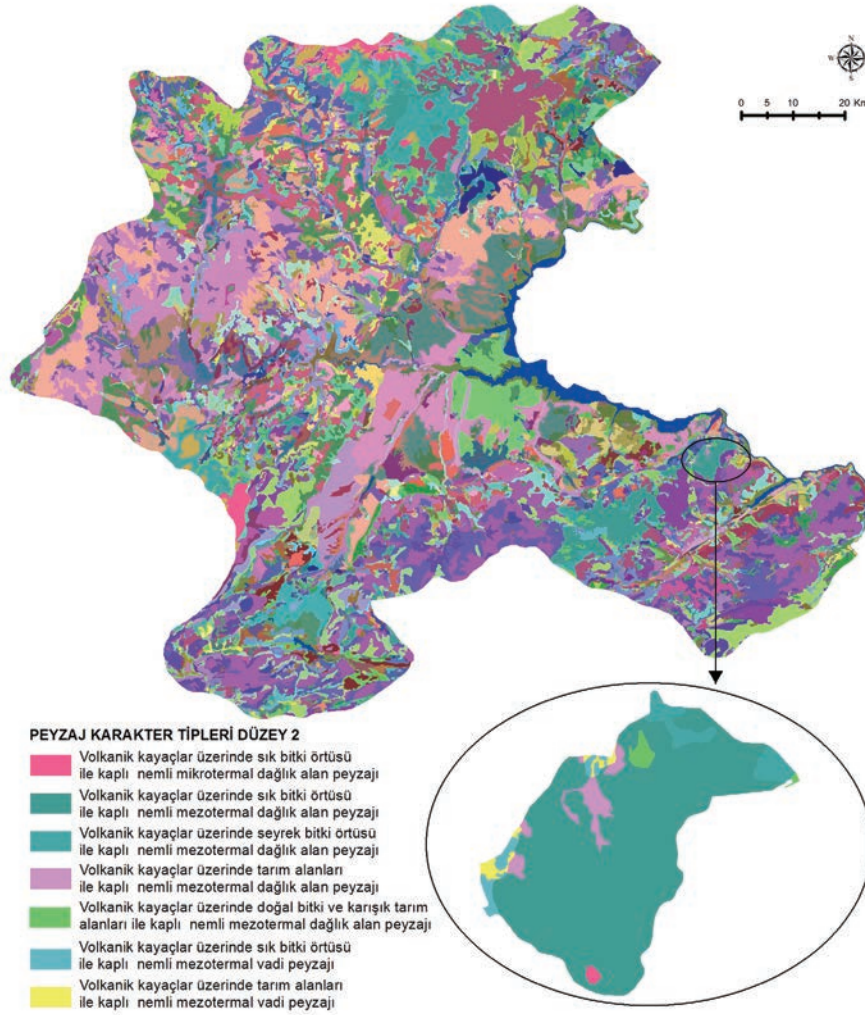 N
W
S
0 5 10 20 Km
PEYZAJ KARAKTER TİPLERİ DÜZEY 2
Volkanik kayaçlar üzerinde sık bitki örtüsü
ile kaplı nemli mikrotermal dağlık alan peyzajı
Volkanik kayaçlar üzerinde sık bitki örtüsü
ile kaplı nemli mezotermal dağlık alan peyzajı
Volkanik kayaçlar üzerinde seyrek bitki örtüsü
ile kaplı nemli mezotermal dağlık alan peyzajı
Volkanik kayaçlar üzerinde tarım alanları
ile kaplı nemli mezotermal dağlık alan peyzajı
Volkanik kayaçlar üzerinde doğal bitki ve karışık tarım
alanları ile kaplı nemli mezotermal dağlık alan peyzajı
Volkanik kayaçlar üzerinde sık bitki örtüsü
ile kaplı nemli mezotermal vadi peyzajı
Volkanik kayaçlar üzerinde tarım alanları
ile kaplı nemli mezotermal vadi peyzajı